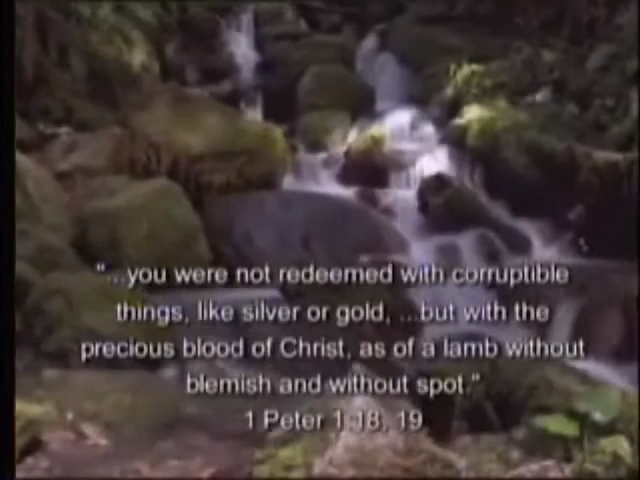 "...you were not redeemed with corruptible
things, like silver or gold, ...but with the
precious blood of Christ, as of a lamb without
blemish and without spot."
1 Peter 1:18, 19